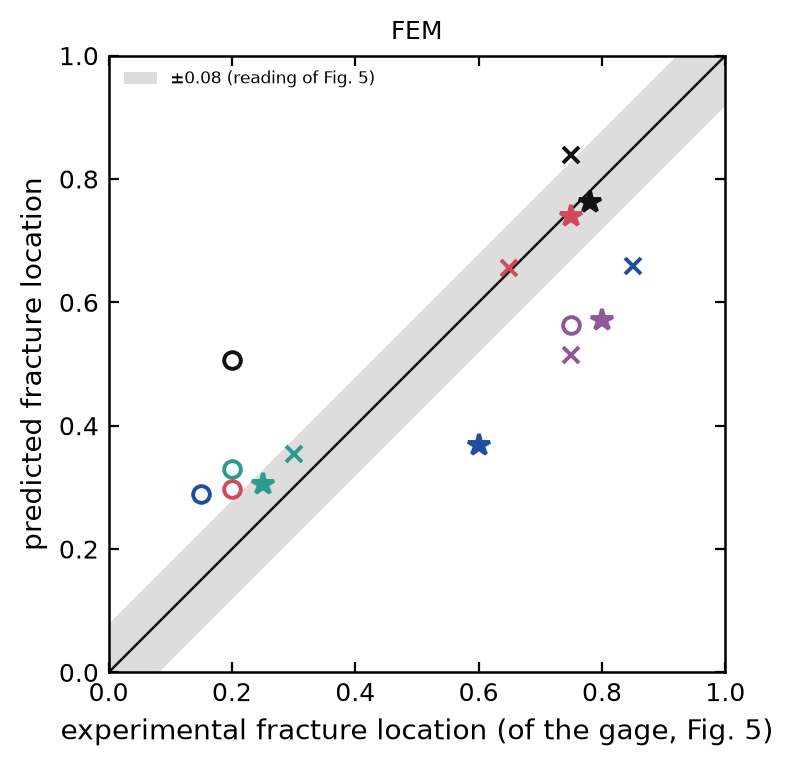 FEM
1.0
0.8
0.6
0.4
0.2
0.0
±0.08 (reading of Fig. 5)
predicted fracture location
0.0 0.2 0.4 0.6 0.8 1.0
experimental fracture location (of the gage, Fig. 5)